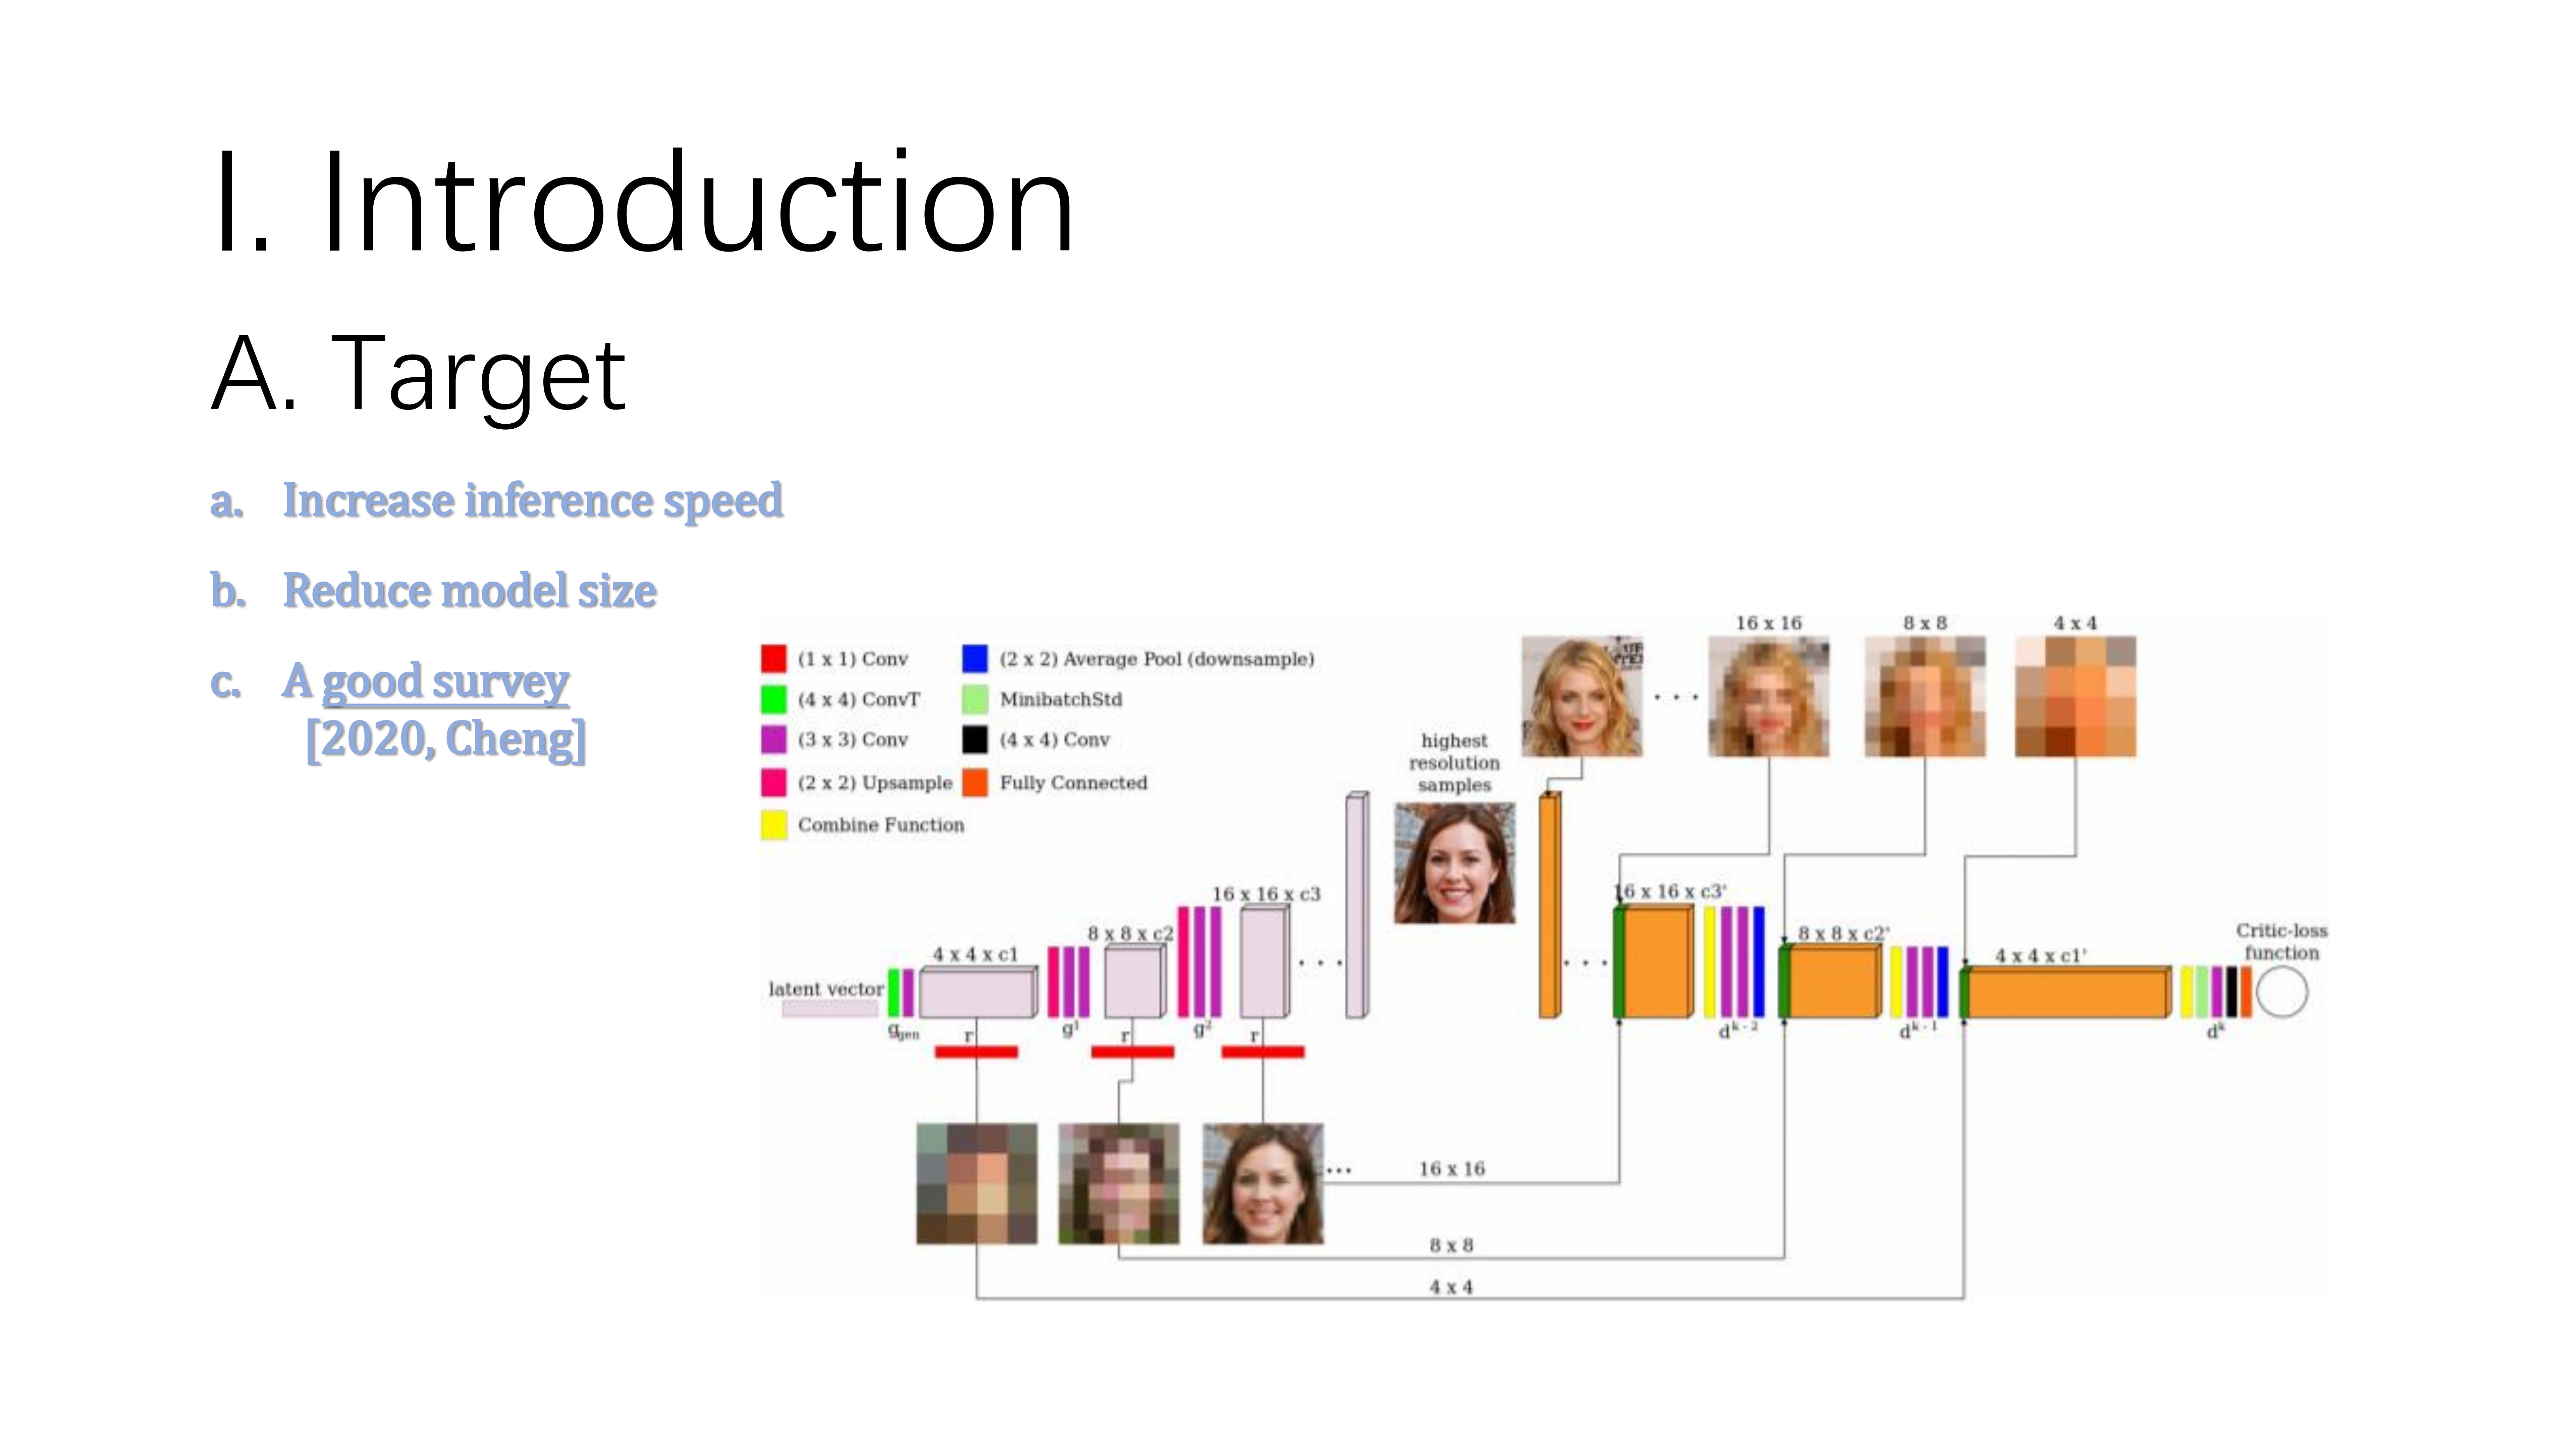 I. Introduction
A. Target
a. Increase inference speed
b. Reduce model size
c. A good survey
[2020, Cheng]
(1 x 1) Conv
(2 x 2) Average Pool (downsample)
(4 x 4) ConvT
MinibatchStd
(3 x 3) Conv
(4 x 4) Conv
(2 x 2) Upsample
Fully Connected
Combine Function
16 x 16
8 x 8
4 x 4
highest
resolution
samples
16 x 16 x c3
8 x 8 x c2
4 x 4 x c1
latent vector
16 x 16 x c3'
8 x 8 x c2'
4 x 4 x c1'
Critic-loss
function
g_gen
g¹
g²
d^(k - 2)
d^(k - 1)
d^k
r
r
r
...
16 x 16
8 x 8
4 x 4